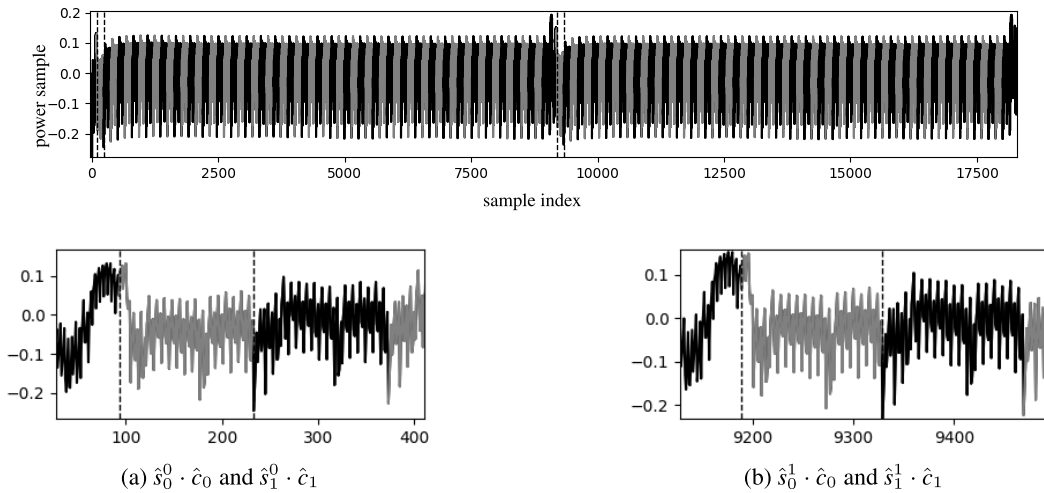 0.2
0.1
0.0
−0.1
−0.2
power sample
0 2500 5000 7500 10000 12500 15000 17500
sample index
0.1
0.0
−0.1
−0.2
100 200 300 400
(a) ŝ₀⁰ · ĉ₀ and ŝ₁⁰ · ĉ₁
0.1
0.0
−0.1
−0.2
9200 9300 9400
(b) ŝ₀¹ · ĉ₀ and ŝ₁¹ · ĉ₁